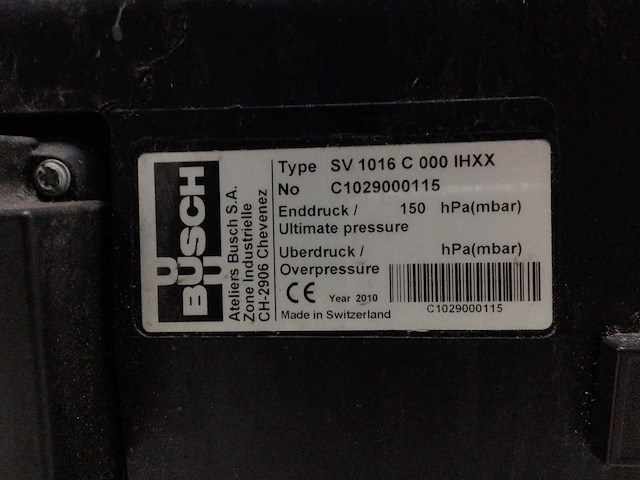 BUSCH
Ateliers Busch S.A.
Zone Industrielle
CH-2906 Chevenez
Type SV 1016 C 000 IHXX
No C1029000115
Enddruck / 150 hPa(mbar)
Ultimate pressure
Uberdruck / hPa(mbar)
Overpressure
CE Year 2010
C1029000115
Made in Switzerland